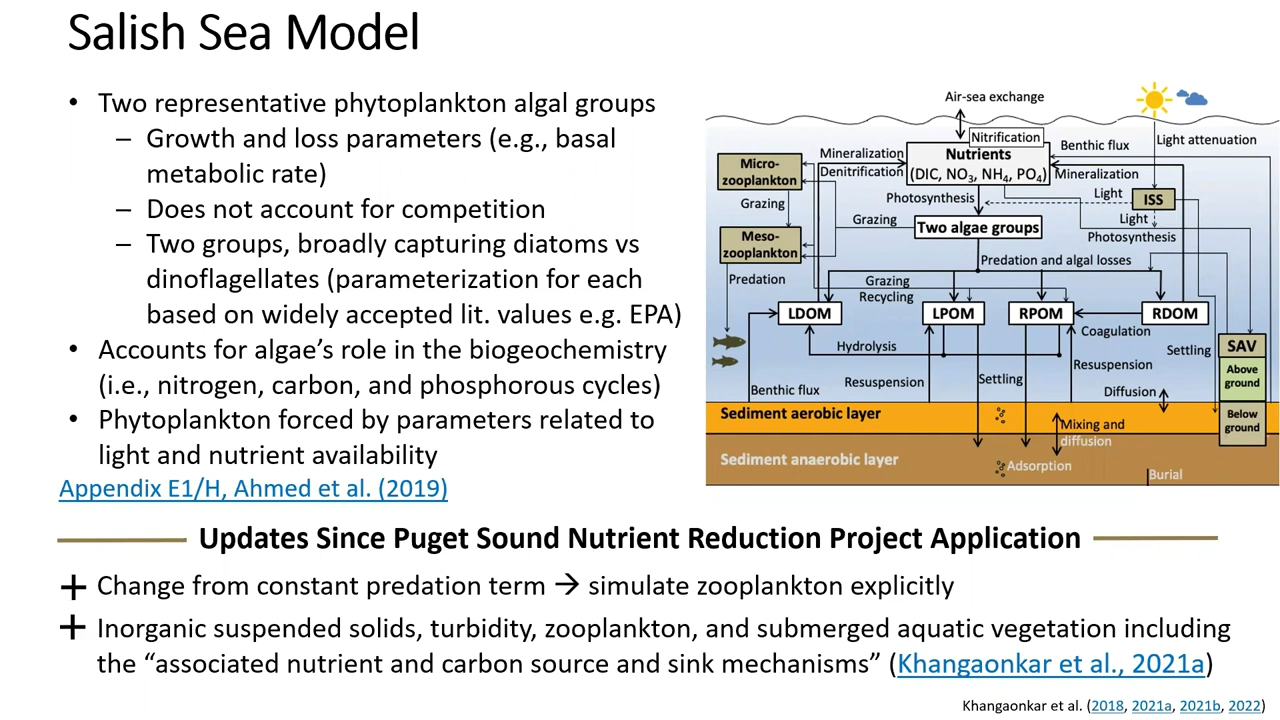 Salish Sea Model
• Two representative phytoplankton algal groups
– Growth and loss parameters (e.g., basal
metabolic rate)
– Does not account for competition
– Two groups, broadly capturing diatoms vs
dinoflagellates (parameterization for each
based on widely accepted lit. values e.g. EPA)
• Accounts for algae’s role in the biogeochemistry
(i.e., nitrogen, carbon, and phosphorous cycles)
• Phytoplankton forced by parameters related to
light and nutrient availability
Appendix E1/H, Ahmed et al. (2019)
Air-sea exchange
Nitrification
Light attenuation
Benthic flux
Mineralization
Denitrification
Nutrients
(DIC, NO3, NH4, PO4)
Mineralization
Micro-
zooplankton
Photosynthesis
Light
ISS
Grazing
Grazing
Two algae groups
Light
Photosynthesis
Meso-
zooplankton
Predation and algal losses
Predation
Grazing
Recycling
LDOM
LPOM
RPOM
RDOM
Coagulation
Hydrolysis
Settling
SAV
Resuspension
Above
ground
Benthic flux
Resuspension
Settling
Diffusion
Sediment aerobic layer
Below
ground
Mixing and
diffusion
Sediment anaerobic layer
Adsorption
Burial
Updates Since Puget Sound Nutrient Reduction Project Application
+ Change from constant predation term → simulate zooplankton explicitly
+ Inorganic suspended solids, turbidity, zooplankton, and submerged aquatic vegetation including
the “associated nutrient and carbon source and sink mechanisms” (Khangaonkar et al., 2021a)
Khangaonkar et al. (2018, 2021a, 2021b, 2022)